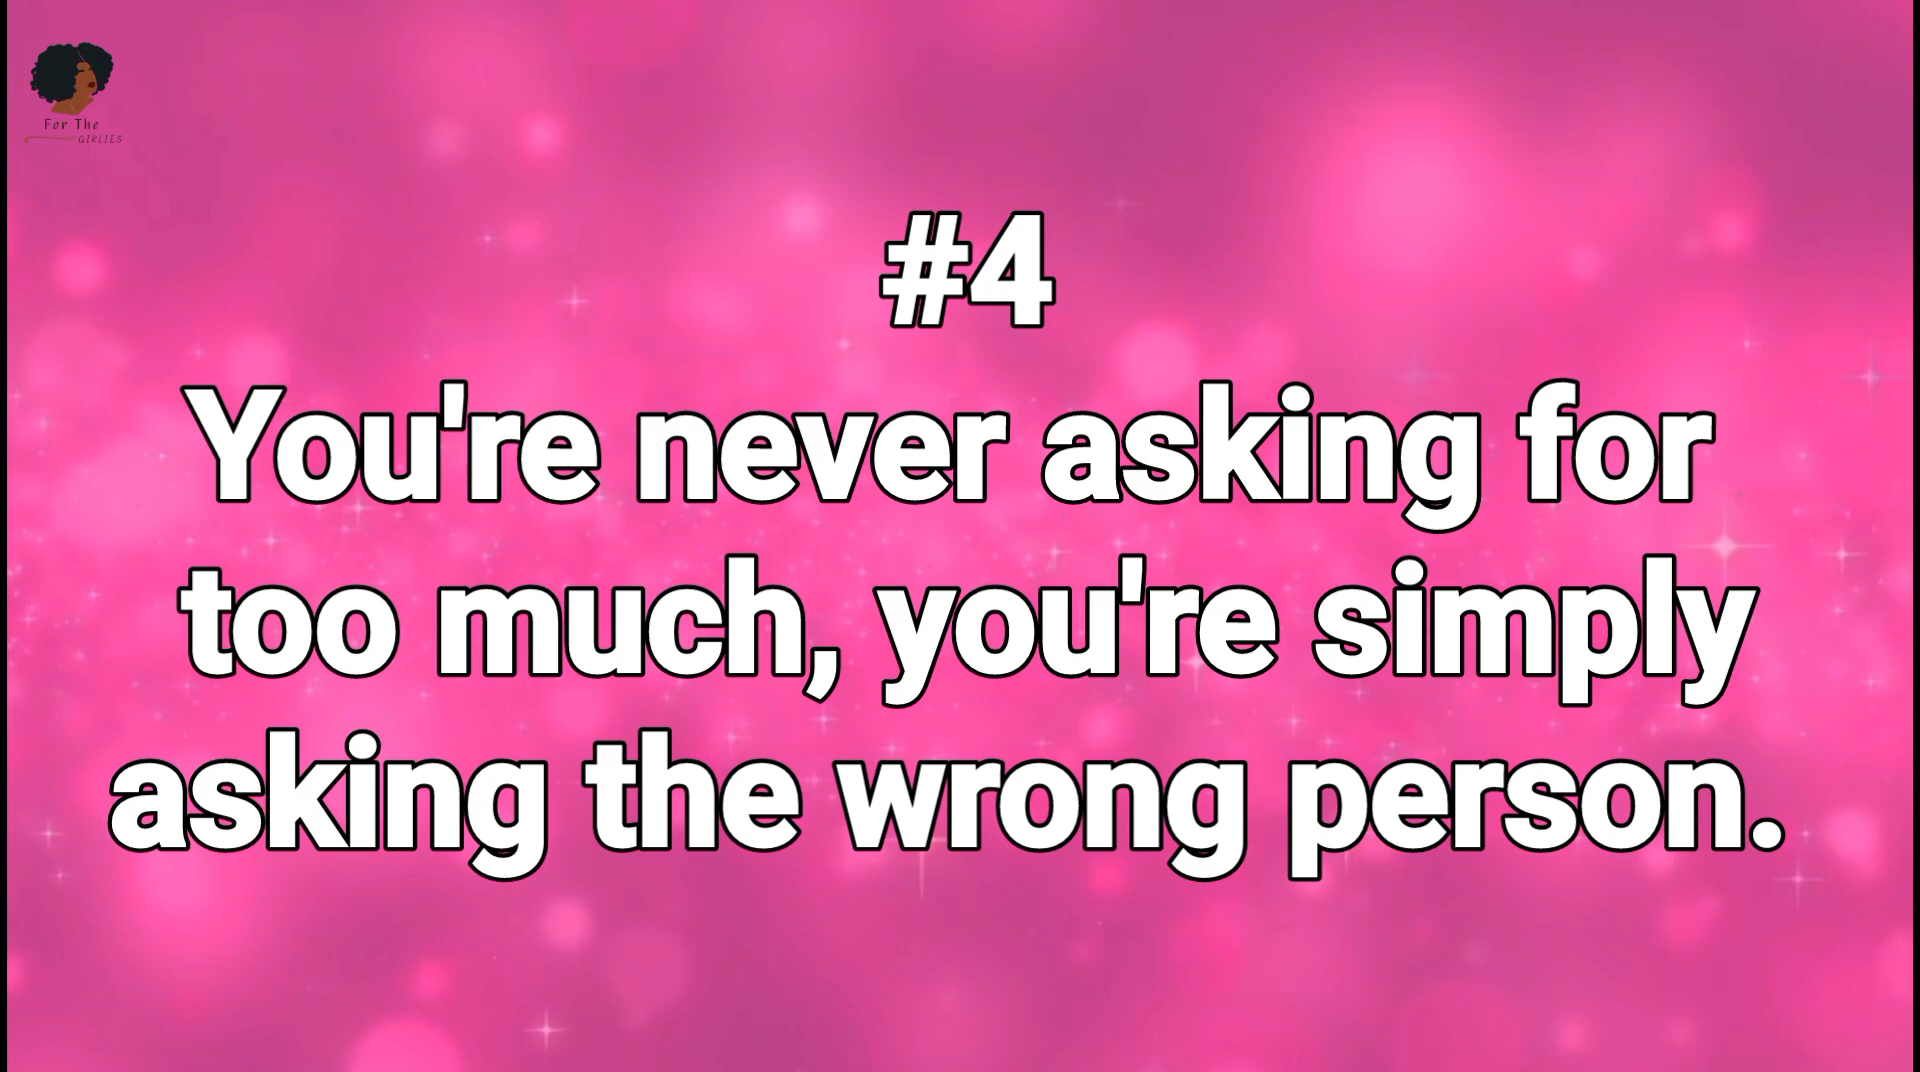 For The
GIRLIES
#4
You're never asking for
too much, you're simply
asking the wrong person.